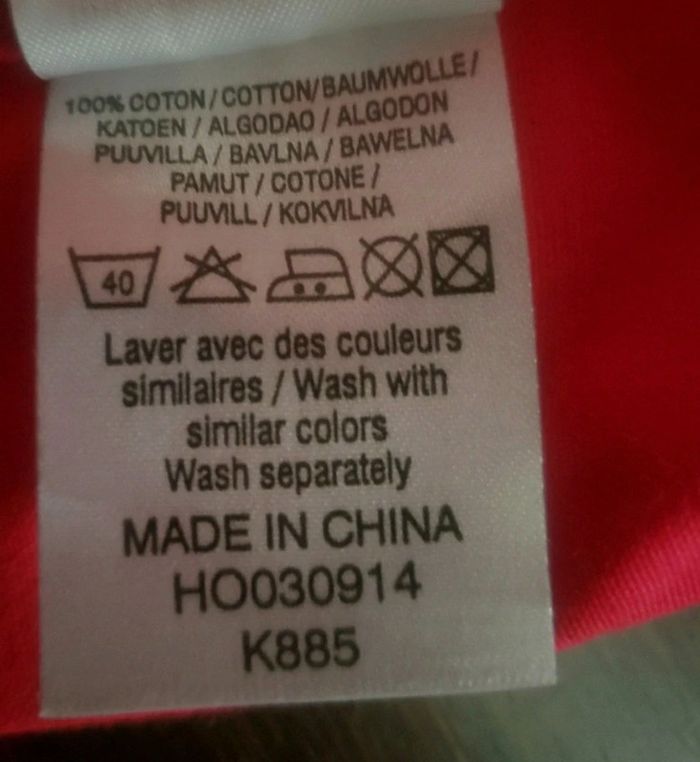 100% COTON / COTTON/BAUMWOLLE/
KATOEN / ALGODAO / ALGODON
PUUVILLA / BAVLNA / BAWELNA
PAMUT / COTONE /
PUUVILL / KOKVILNA
40
Laver avec des couleurs
similaires / Wash with
similar colors
Wash separately
MADE IN CHINA
HO030914
K885